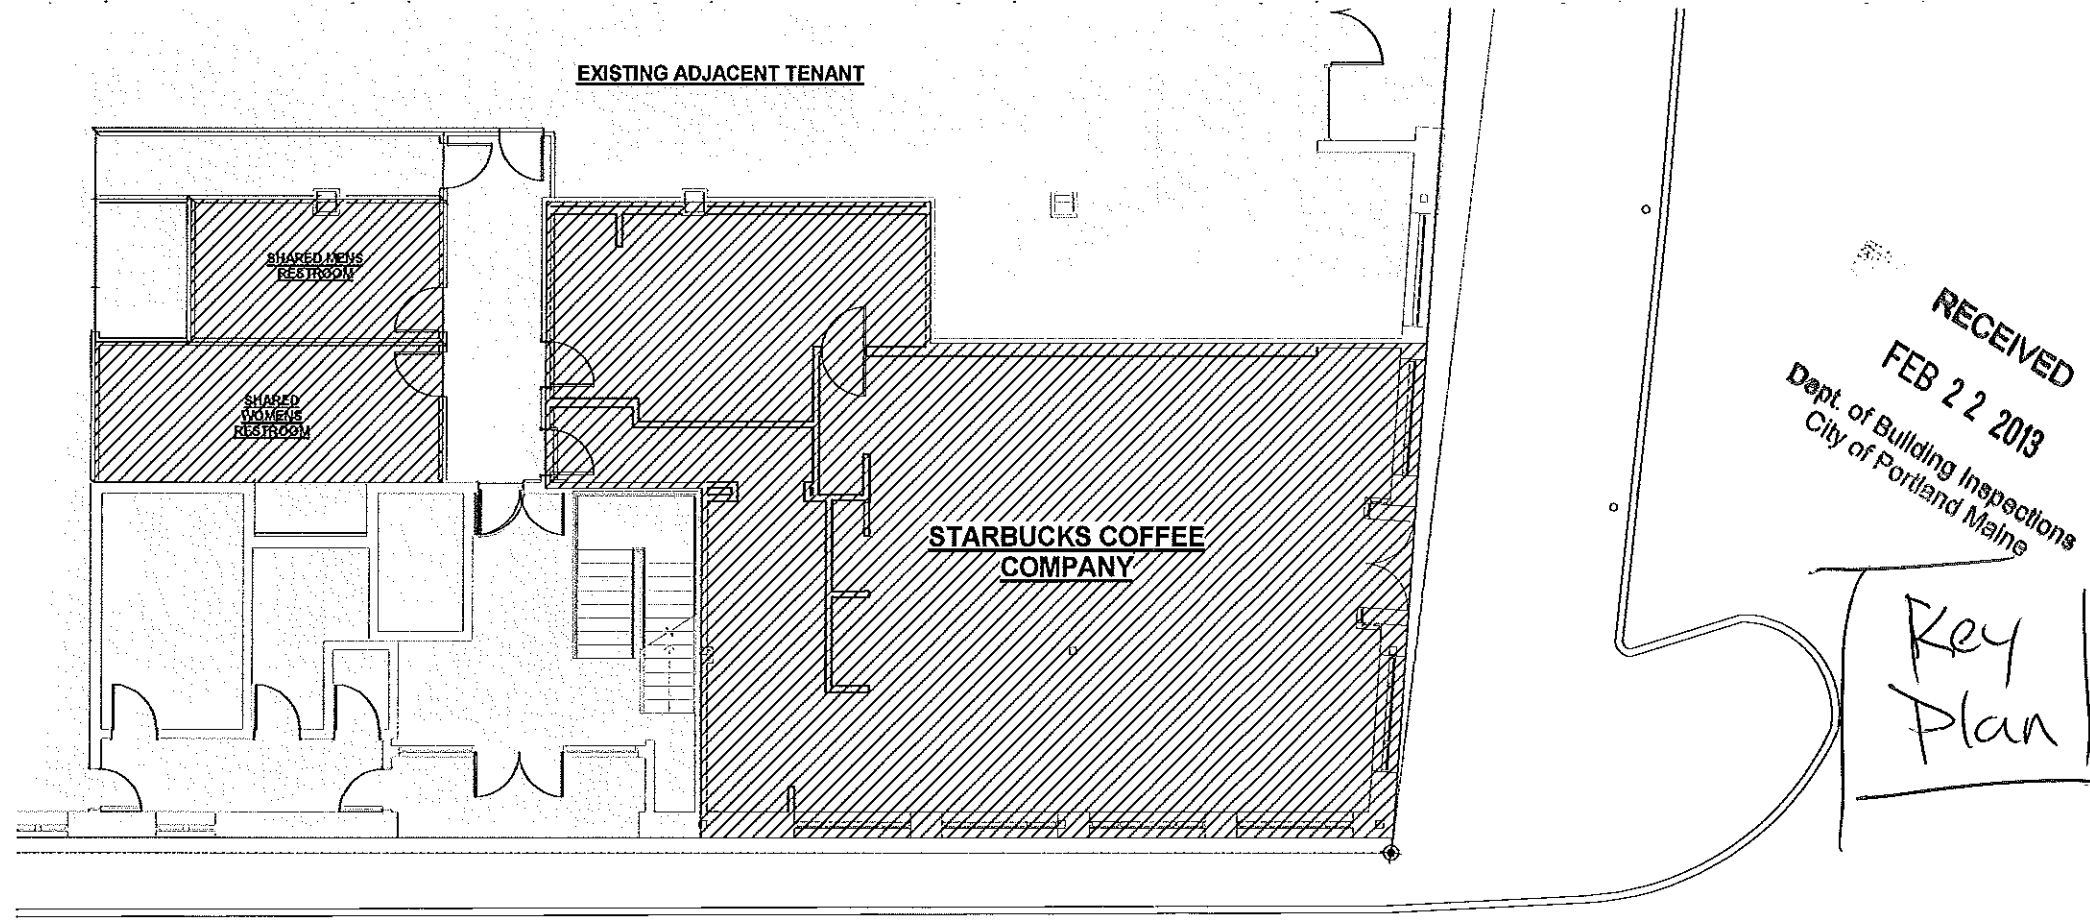 EXISTING ADJACENT TENANT
SHARED MENS
RESTROOM
SHARED
WOMENS
RESTROOM
STARBUCKS COFFEE
COMPANY
RECEIVED
FEB 22 2013
Dept. of Building Inspections
City of Portland Maine
Key
Plan